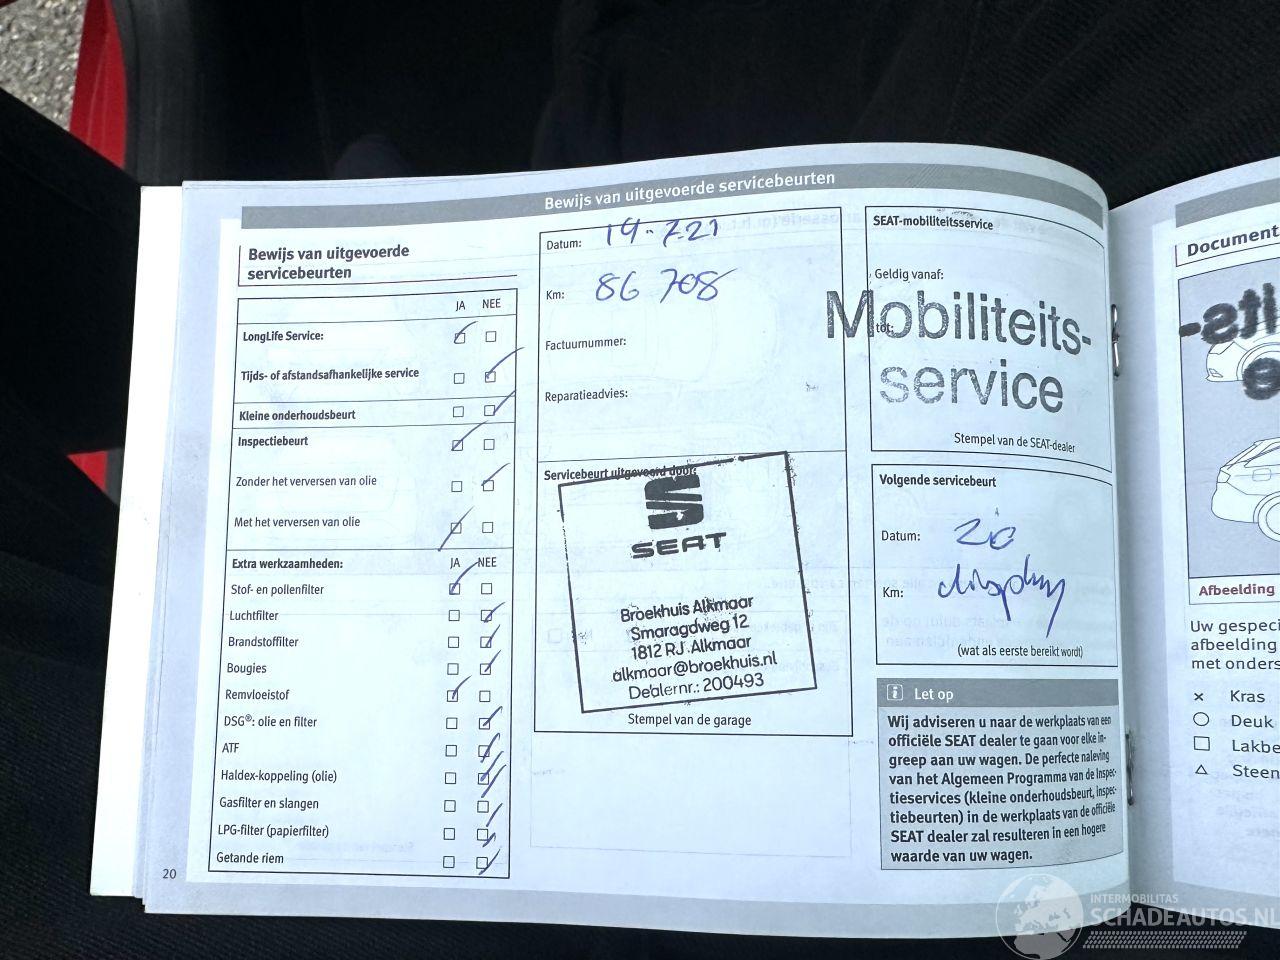 Bewijs van uitgevoerde servicebeurten
Bewijs van uitgevoerde
servicebeurten
JA NEE
LongLife Service:
Tijds- of afstandsafhankelijke service
Kleine onderhoudsbeurt
Inspectiebeurt
Zonder het verversen van olie
Met het verversen van olie
Extra werkzaamheden: JA NEE
Stof- en pollenfilter
Luchtfilter
Brandstoffilter
Bougies
Remvloeistof
DSG®: olie en filter
ATF
Haldex-koppeling (olie)
Gasfilter en slangen
LPG-filter (papierfilter)
Getande riem
20
Datum: 19-7-21
Km: 86 708
Factuurnummer:
Reparatieadvies:
Servicebeurt uitgevoerd door:
SEAT
Broekhuis Alkmaar
Smaragdweg 12
1812 RJ Alkmaar
alkmaar@broekhuis.nl
Dealernr.: 200493
Stempel van de garage
SEAT-mobiliteitsservice
Geldig vanaf:
tot:
Mobiliteits-
service
Stempel van de SEAT-dealer
Volgende servicebeurt
Datum: zie
Km: display
(wat als eerste bereikt wordt)
i Let op
Wij adviseren u naar de werkplaats van een
officiële SEAT dealer te gaan voor elke in-
greep aan uw wagen. De perfecte naleving
van het Algemeen Programma van de Inspec-
tieservices (kleine onderhoudsbeurt, inspec-
tiebeurten) in de werkplaats van de officiële
SEAT dealer zal resulteren in een hogere
waarde van uw wagen.
Document
Afbeelding
Uw gespeci
afbeelding
met onders
× Kras
Deuk
Lakbe
Steen
INTERMOBILITAS
SCHADEAUTOS.NL